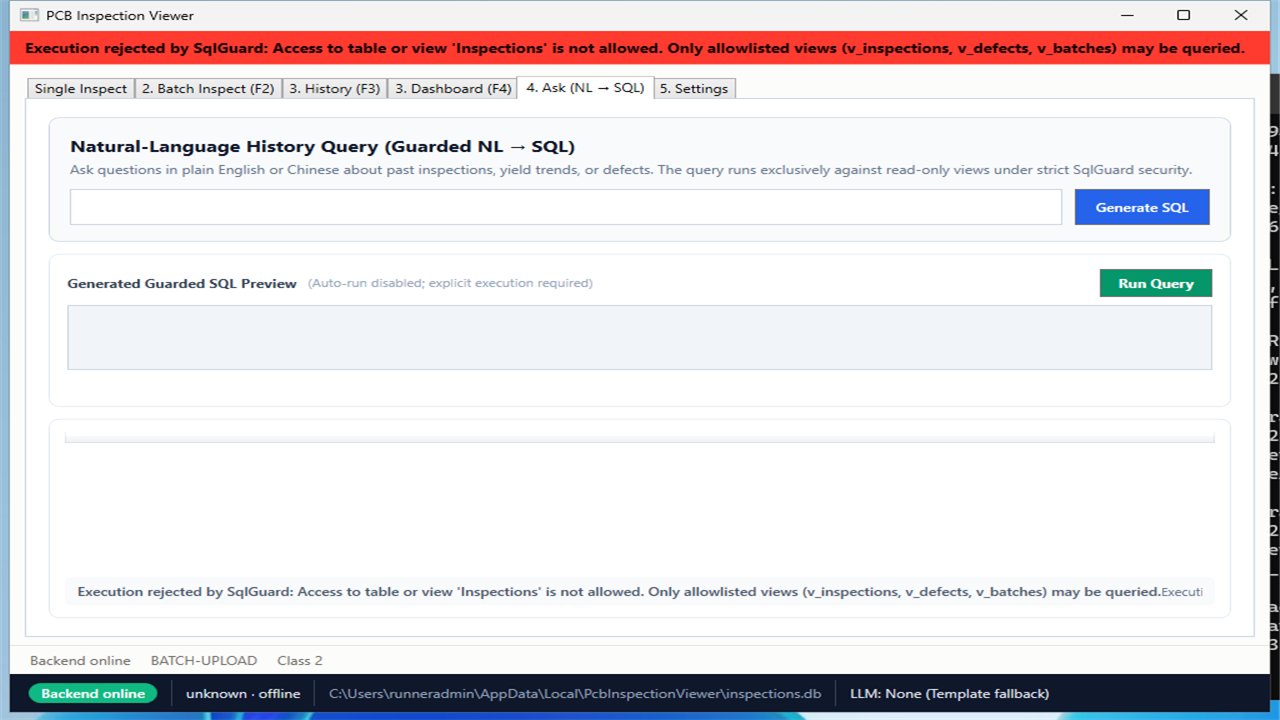 PCB Inspection Viewer
Execution rejected by SqlGuard: Access to table or view 'Inspections' is not allowed. Only allowlisted views (v_inspections, v_defects, v_batches) may be queried.
Single Inspect 2. Batch Inspect (F2) 3. History (F3) 3. Dashboard (F4) 4. Ask (NL → SQL) 5. Settings
Natural-Language History Query (Guarded NL → SQL)
Ask questions in plain English or Chinese about past inspections, yield trends, or defects. The query runs exclusively against read-only views under strict SqlGuard security.
Generate SQL
Generated Guarded SQL Preview (Auto-run disabled; explicit execution required) Run Query
Execution rejected by SqlGuard: Access to table or view 'Inspections' is not allowed. Only allowlisted views (v_inspections, v_defects, v_batches) may be queried.Executi
Backend online BATCH-UPLOAD Class 2
Backend online unknown · offline C:\Users\runneradmin\AppData\Local\PcbInspectionViewer\inspections.db LLM: None (Template fallback)